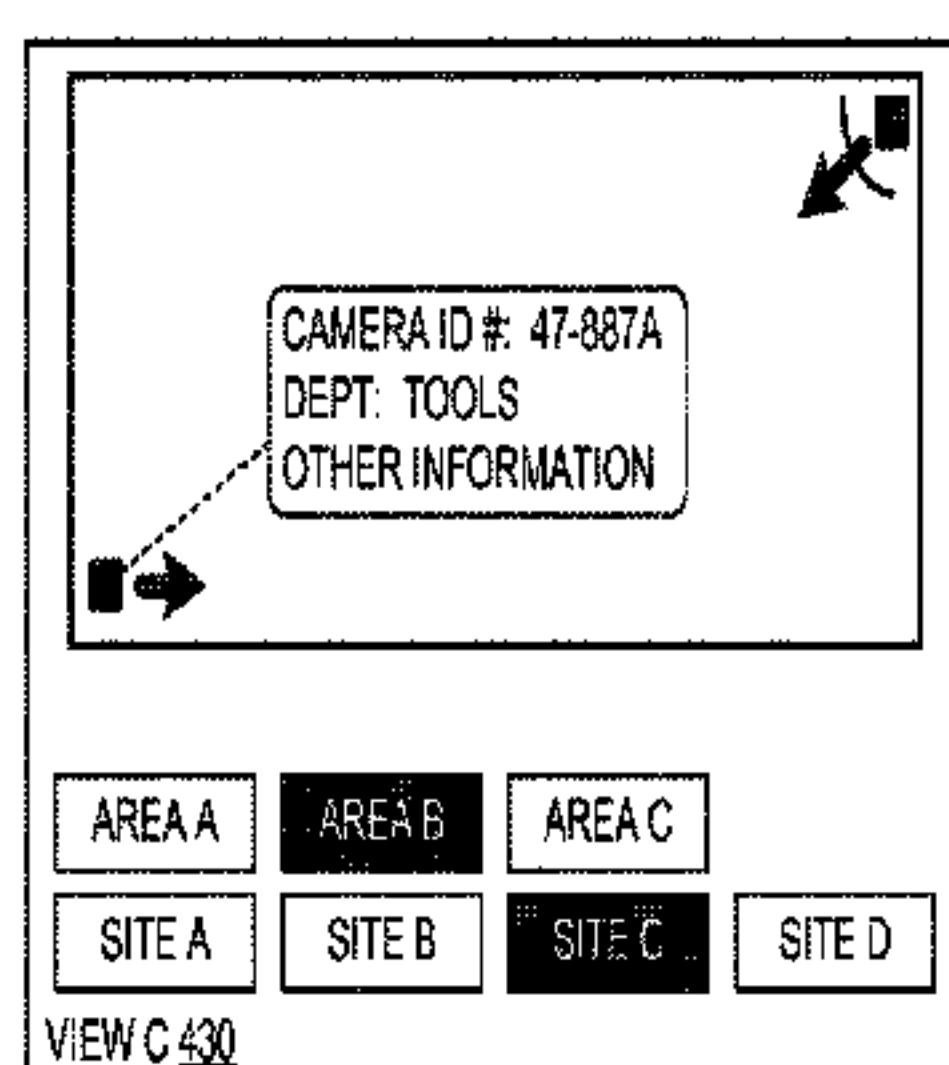 CAMERA ID #: 47-887A
DEPT: TOOLS
OTHER INFORMATION
AREA A AREA B AREA C
SITE A SITE B SITE C SITE D
VIEW C 430